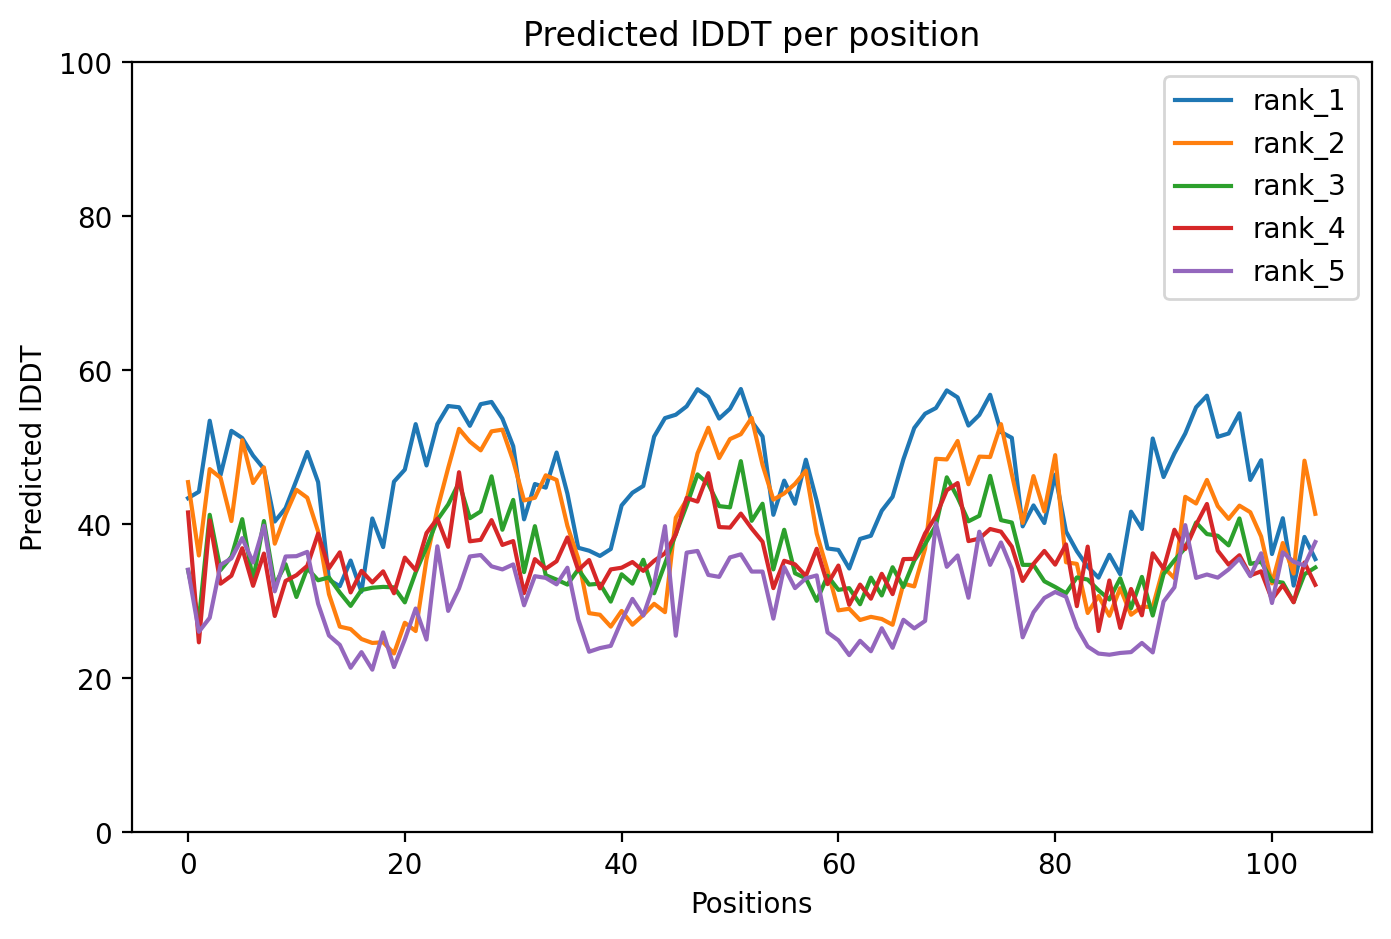 Predicted lDDT per position
100
80
60
40
20
0
Predicted lDDT
0 20 40 60 80 100
Positions
rank_1
rank_2
rank_3
rank_4
rank_5